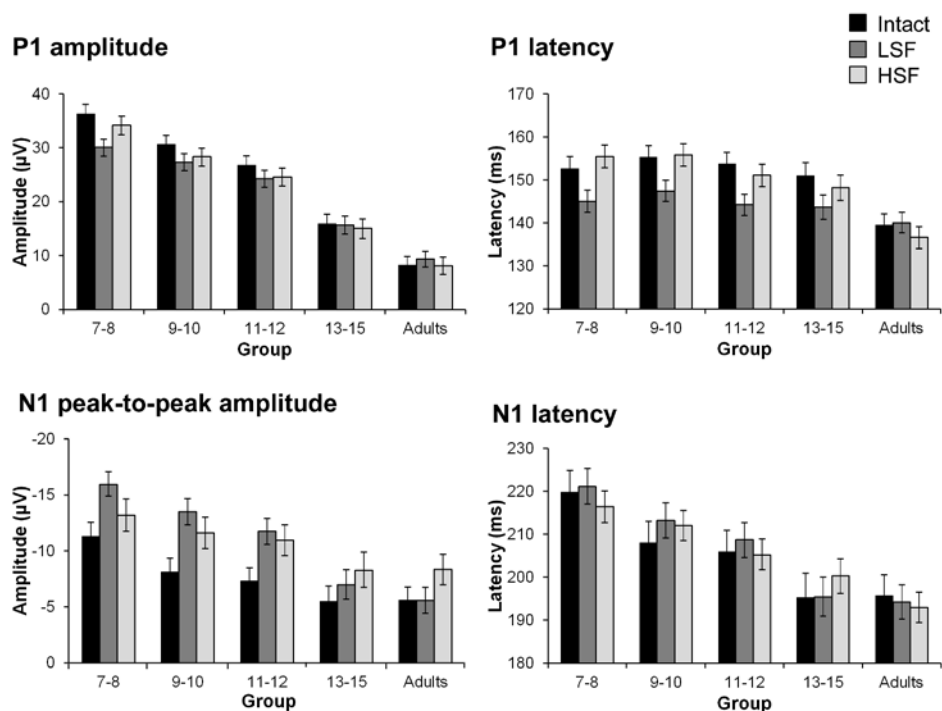 Intact
LSF
HSF
P1 amplitude
40
30
20
10
0
Amplitude (µV)
7-8 9-10 11-12 13-15 Adults
Group
P1 latency
170
160
150
140
130
120
Latency (ms)
7-8 9-10 11-12 13-15 Adults
Group
N1 peak-to-peak amplitude
-20
-15
-10
-5
0
Amplitude (µV)
7-8 9-10 11-12 13-15 Adults
Group
N1 latency
230
220
210
200
190
180
Latency (ms)
7-8 9-10 11-12 13-15 Adults
Group